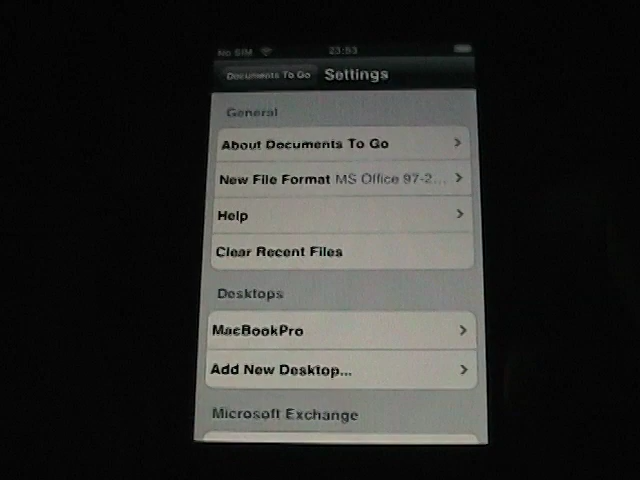 No SIM 23:53
Documents To Go Settings
General
About Documents To Go
New File Format MS Office 97-2...
Help
Clear Recent Files
Desktops
MacBookPro
Add New Desktop...
Microsoft Exchange